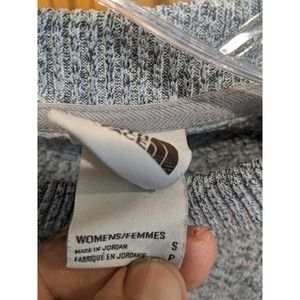 WOMENS/FEMMES
MADE IN JORDAN S
FABRIQUÉ EN JORDANIE P